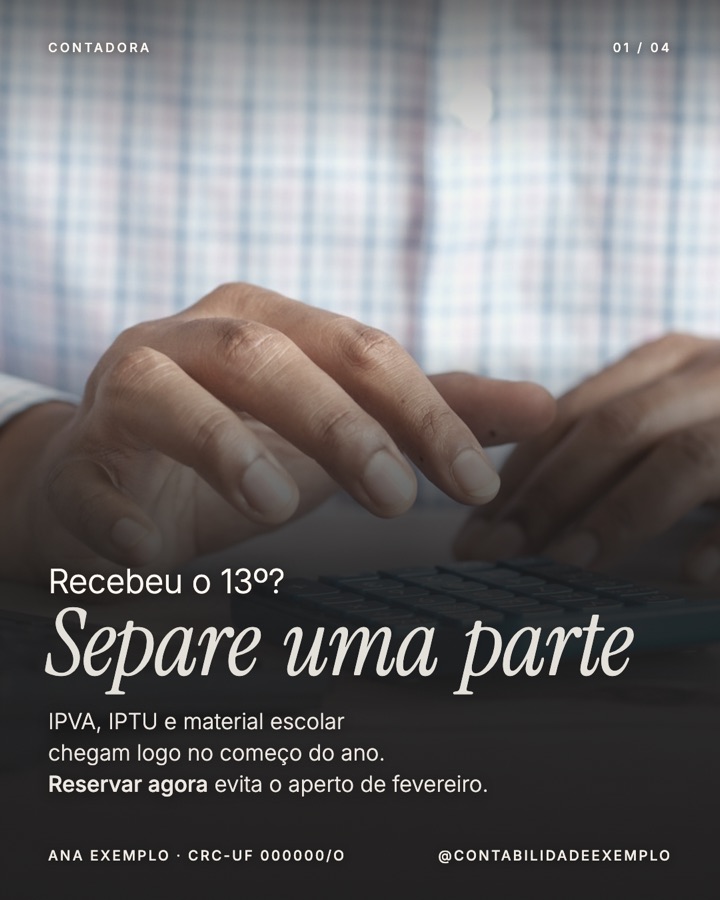 CONTADORA
01 / 04
Recebeu o 13º?
Separe uma parte
IPVA, IPTU e material escolar
chegam logo no começo do ano.
Reservar agora evita o aperto de fevereiro.
ANA EXEMPLO · CRC-UF 000000/O
@CONTABILIDADEEXEMPLO